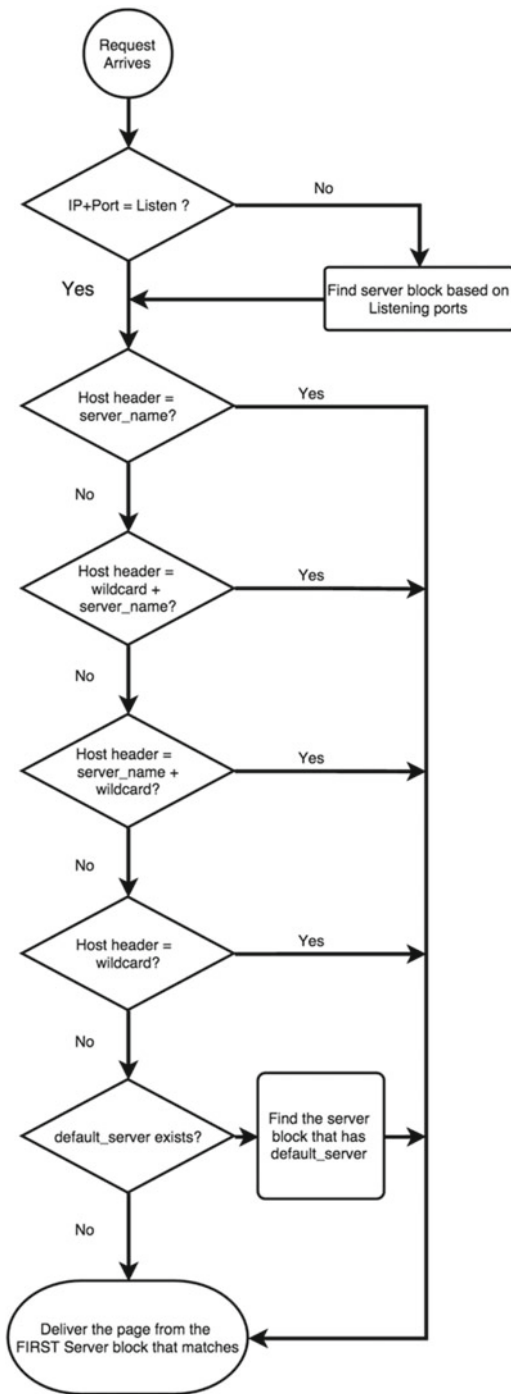 Request
Arrives
IP+Port = Listen ?
No
Yes
Find server block based on
Listening ports
Host header =
server_name?
Yes
No
Host header =
wildcard +
server_name?
Yes
No
Host header =
server_name +
wildcard?
Yes
No
Host header =
wildcard?
Yes
No
default_server exists?
Find the server
block that has
default_server
No
Deliver the page from the
FIRST Server block that matches